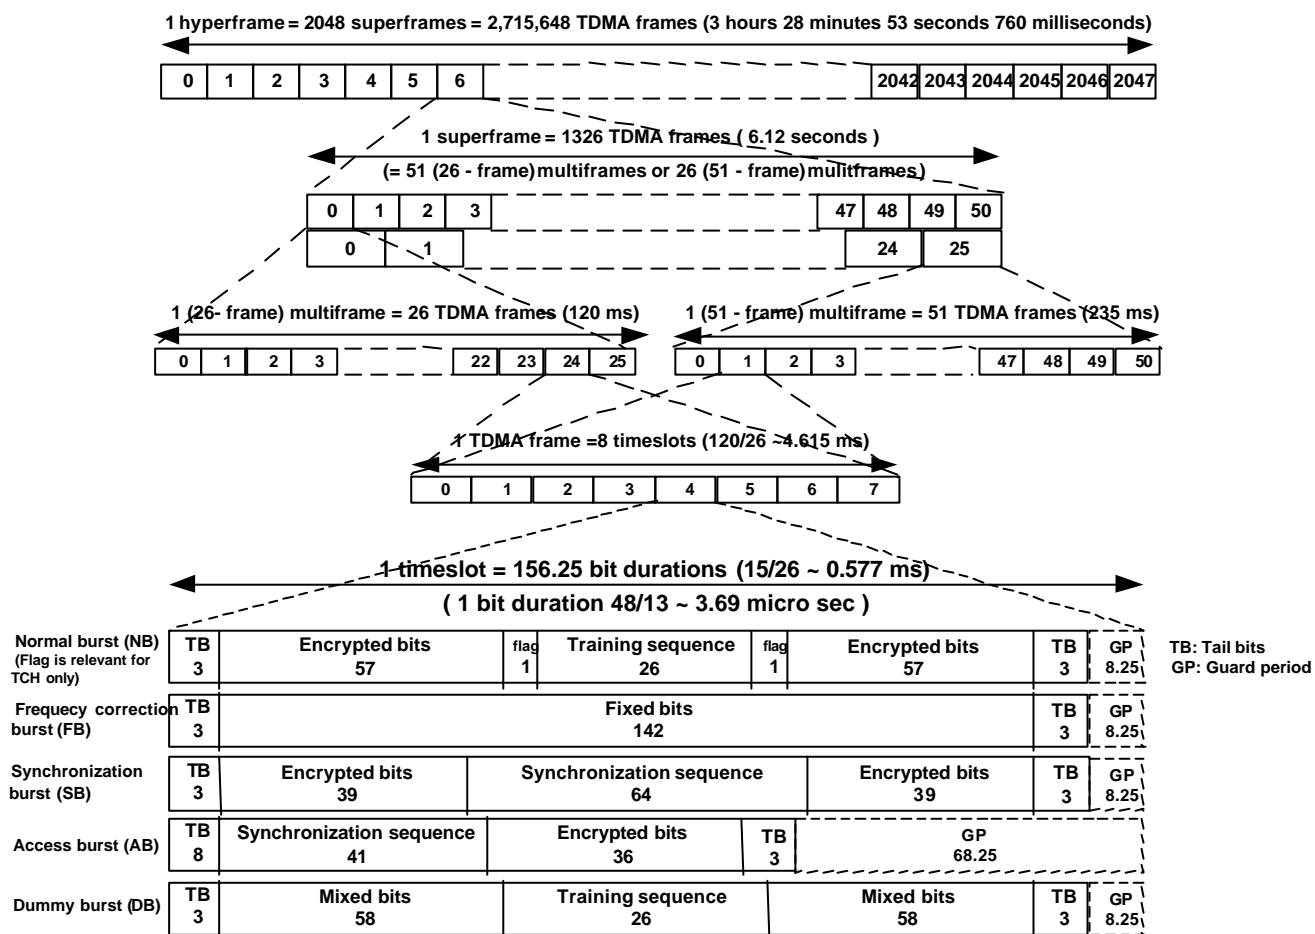 1 hyperframe = 2048 superframes = 2,715,648 TDMA frames (3 hours 28 minutes 53 seconds 760 milliseconds)
0 1 2 3 4 5 6 2042 2043 2044 2045 2046 2047
1 superframe = 1326 TDMA frames ( 6.12 seconds )
(= 51 (26 - frame) multiframes or 26 (51 - frame) mulitframes )
0 1 2 3 47 48 49 50
0 1 24 25
1 (26- frame) multiframe = 26 TDMA frames (120 ms)
1 (51 - frame) multiframe = 51 TDMA frames (235 ms)
0 1 2 3 22 23 24 25
0 1 2 3 47 48 49 50
1 TDMA frame =8 timeslots (120/26 ~4.615 ms)
0 1 2 3 4 5 6 7
1 timeslot = 156.25 bit durations (15/26 ~ 0.577 ms)
( 1 bit duration 48/13 ~ 3.69 micro sec )
Normal burst (NB)
(Flag is relevant for
TCH only)
TB Encrypted bits flag Training sequence flag Encrypted bits TB GP
3 57 1 26 1 57 3 8.25
TB: Tail bits
GP: Guard period
Frequecy correction
burst (FB)
TB Fixed bits TB GP
3 142 3 8.25
Synchronization
burst (SB)
TB Encrypted bits Synchronization sequence Encrypted bits TB GP
3 39 64 39 3 8.25
Access burst (AB)
TB Synchronization sequence Encrypted bits TB GP
8 41 36 3 68.25
Dummy burst (DB)
TB Mixed bits Training sequence Mixed bits TB GP
3 58 26 58 3 8.25